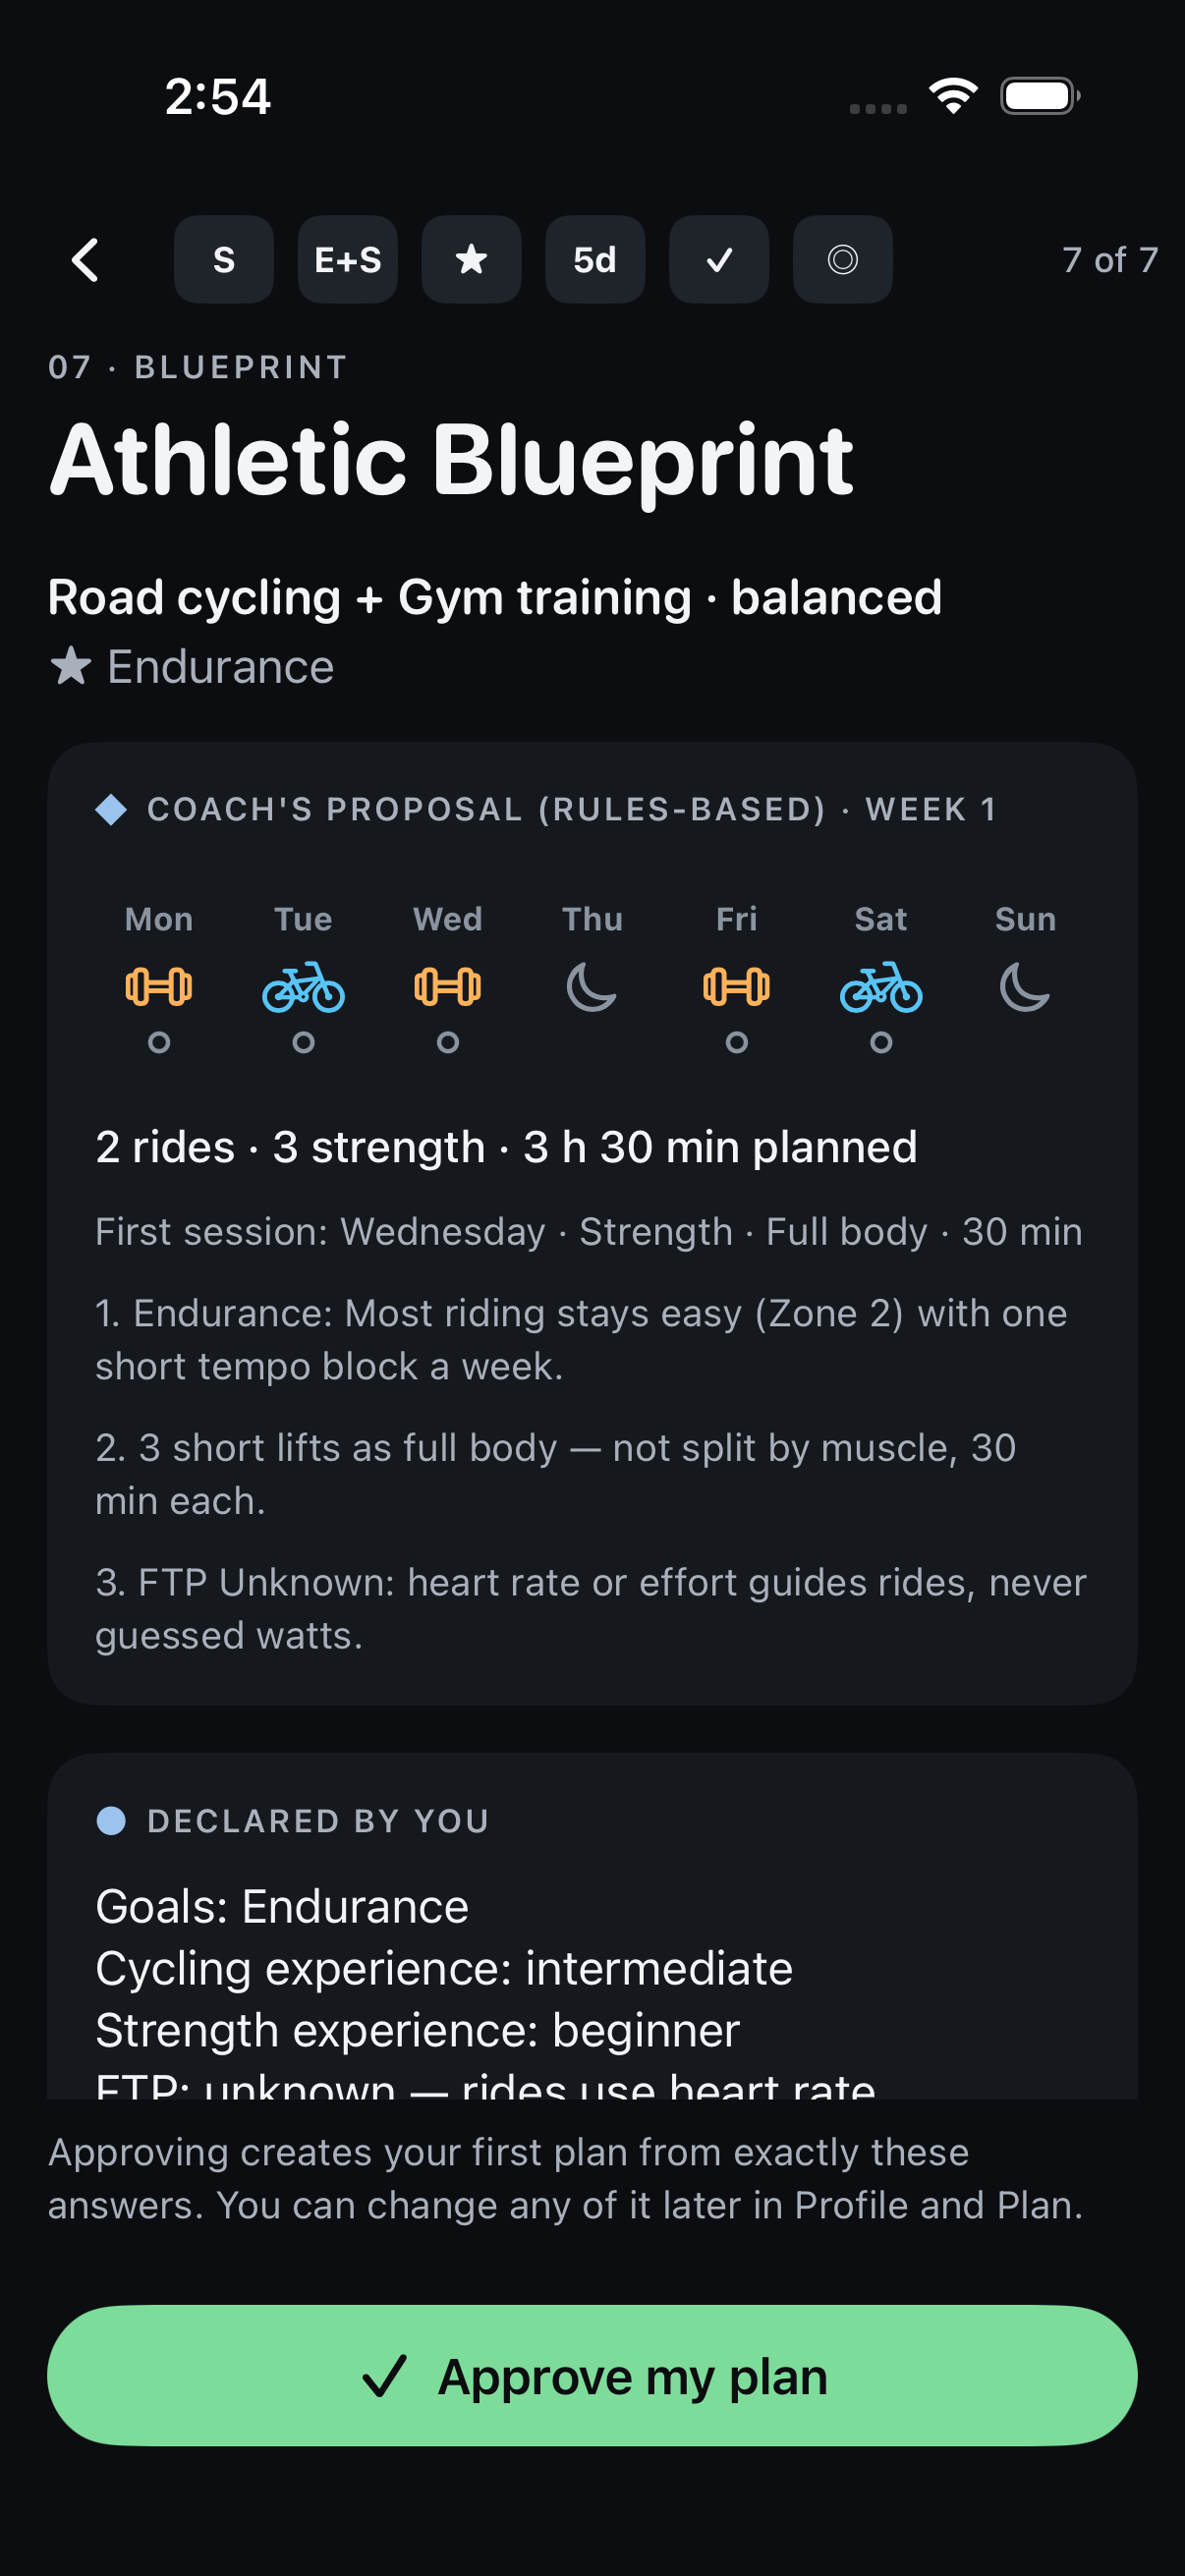 2:54
S E+S 5d 7 of 7
07 · BLUEPRINT
Athletic Blueprint
Road cycling + Gym training · balanced
Endurance
COACH'S PROPOSAL (RULES-BASED) · WEEK 1
Mon Tue Wed Thu Fri Sat Sun
2 rides · 3 strength · 3 h 30 min planned
First session: Wednesday · Strength · Full body · 30 min
1. Endurance: Most riding stays easy (Zone 2) with one
short tempo block a week.
2. 3 short lifts as full body — not split by muscle, 30
min each.
3. FTP Unknown: heart rate or effort guides rides, never
guessed watts.
DECLARED BY YOU
Goals: Endurance
Cycling experience: intermediate
Strength experience: beginner
FTP: unknown — rides use heart rate
Approving creates your first plan from exactly these
answers. You can change any of it later in Profile and Plan.
Approve my plan